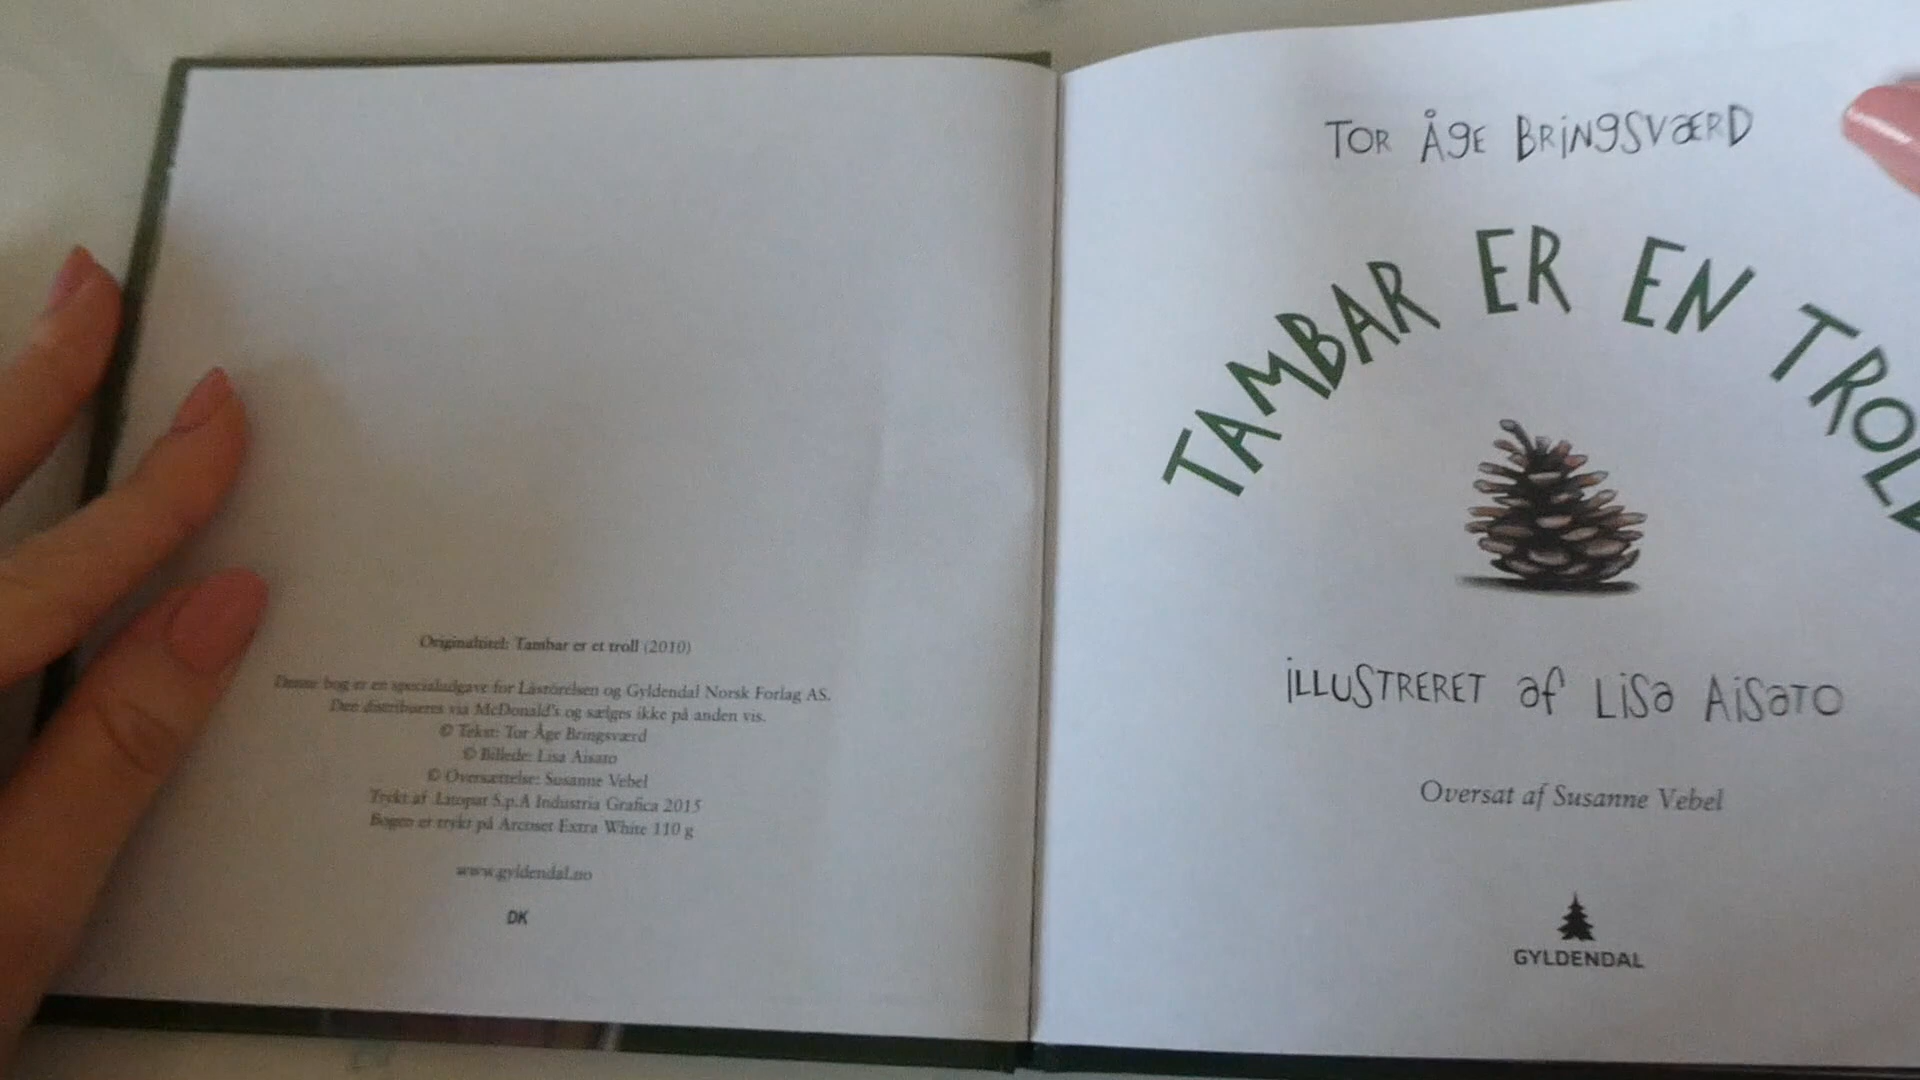 Originaltitel: Tambar er et troll (2010)
Denne bog er en specialudgave for Läsrörelsen og Gyldendal Norsk Forlag AS.
Den distribueres via McDonald's og sælges ikke på anden vis.
© Tekst: Tor Åge Bringsværd
© Billede: Lisa Aisato
© Oversættelse: Susanne Vebel
Trykt af Litopat S.p.A Industria Grafica 2015
Bogen er trykt på Arcoset Extra White 110 g
www.gyldendal.no
DK
TOR ÅGE BRINGSVÆRD
TAMBAR ER EN TROLD
ILLUSTRERET af LISa AISaTO
Oversat af Susanne Vebel
GYLDENDAL